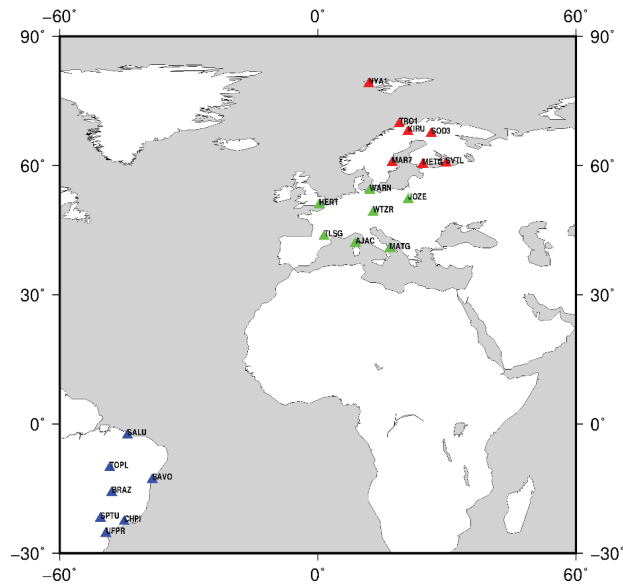 −60° 0° 60°
90° 90°
NYA1
TRO1
KIRU SOD3
60° MAR7 METG SVTL 60°
WARN
HERT JOZE
WTZR
TLSG AJAC
MATG
30° 30°
0° 0°
SALU
TOPL
SAVO
BRAZ
SPTU CHPI
UFPR
−30° −30°
−60° 0° 60°